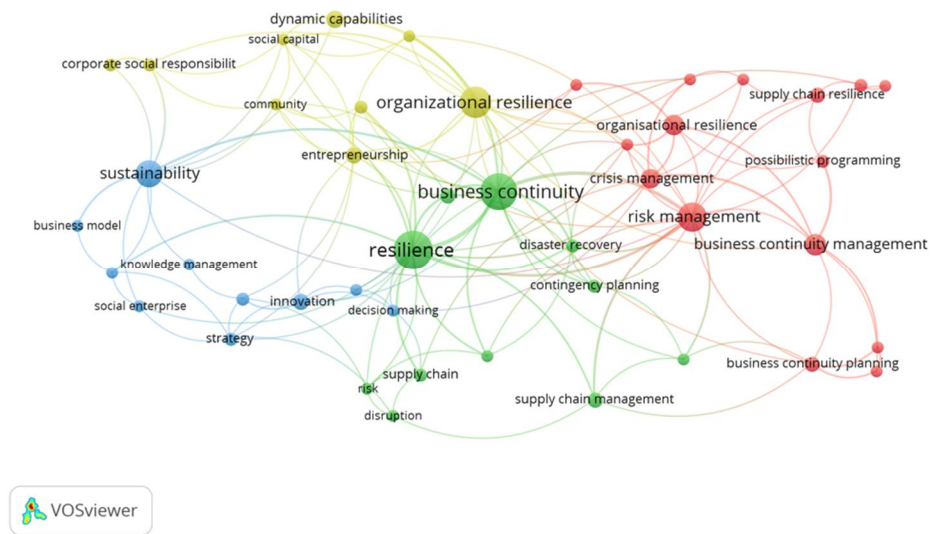 dynamic capabilities
social capital
corporate social responsibilit
community
organizational resilience
supply chain resilience
organisational resilience
entrepreneurship
possibilistic programming
sustainability
crisis management
business continuity
risk management
business model
resilience
disaster recovery
business continuity management
knowledge management
contingency planning
social enterprise
innovation
decision making
strategy
business continuity planning
supply chain
risk
supply chain management
disruption
VOSviewer